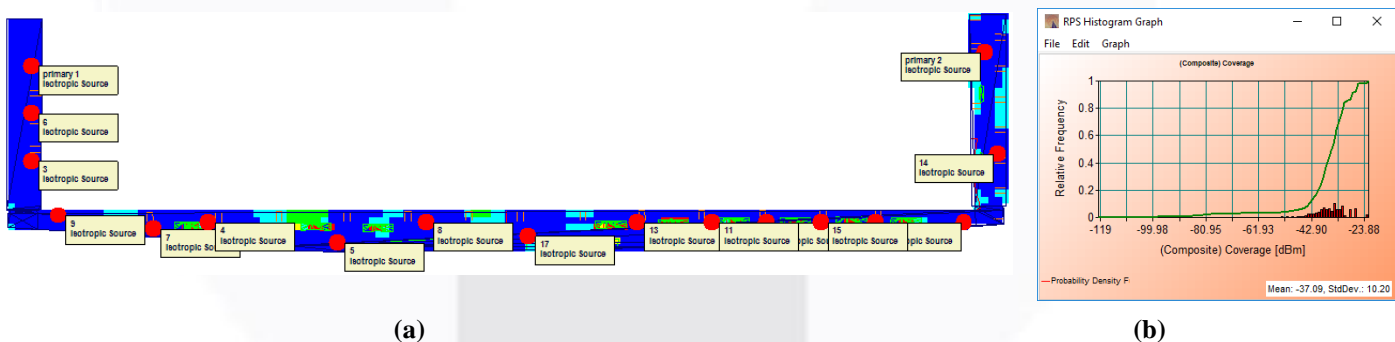 primary 1
Isotropic Source
6
Isotropic Source
3
Isotropic Source
9
Isotropic Source
7
Isotropic
4
Isotropic Source
5
Isotropic Source
8
Isotropic Source
17
Isotropic Source
13
Isotropic Source
11
Isotropic Source
15
Isotropic Source
Source
primary 2
Isotropic Source
14
Isotropic Source
(a)
RPS Histogram Graph
File Edit Graph
(Composite) Coverage
Relative Frequency
1
0.8
0.6
0.4
0.2
0
-119 -99.98 -80.95 -61.93 -42.90 -23.88
(Composite) Coverage [dBm]
Probability Density F
Mean: -37.09, StdDev.: 10.20
(b)